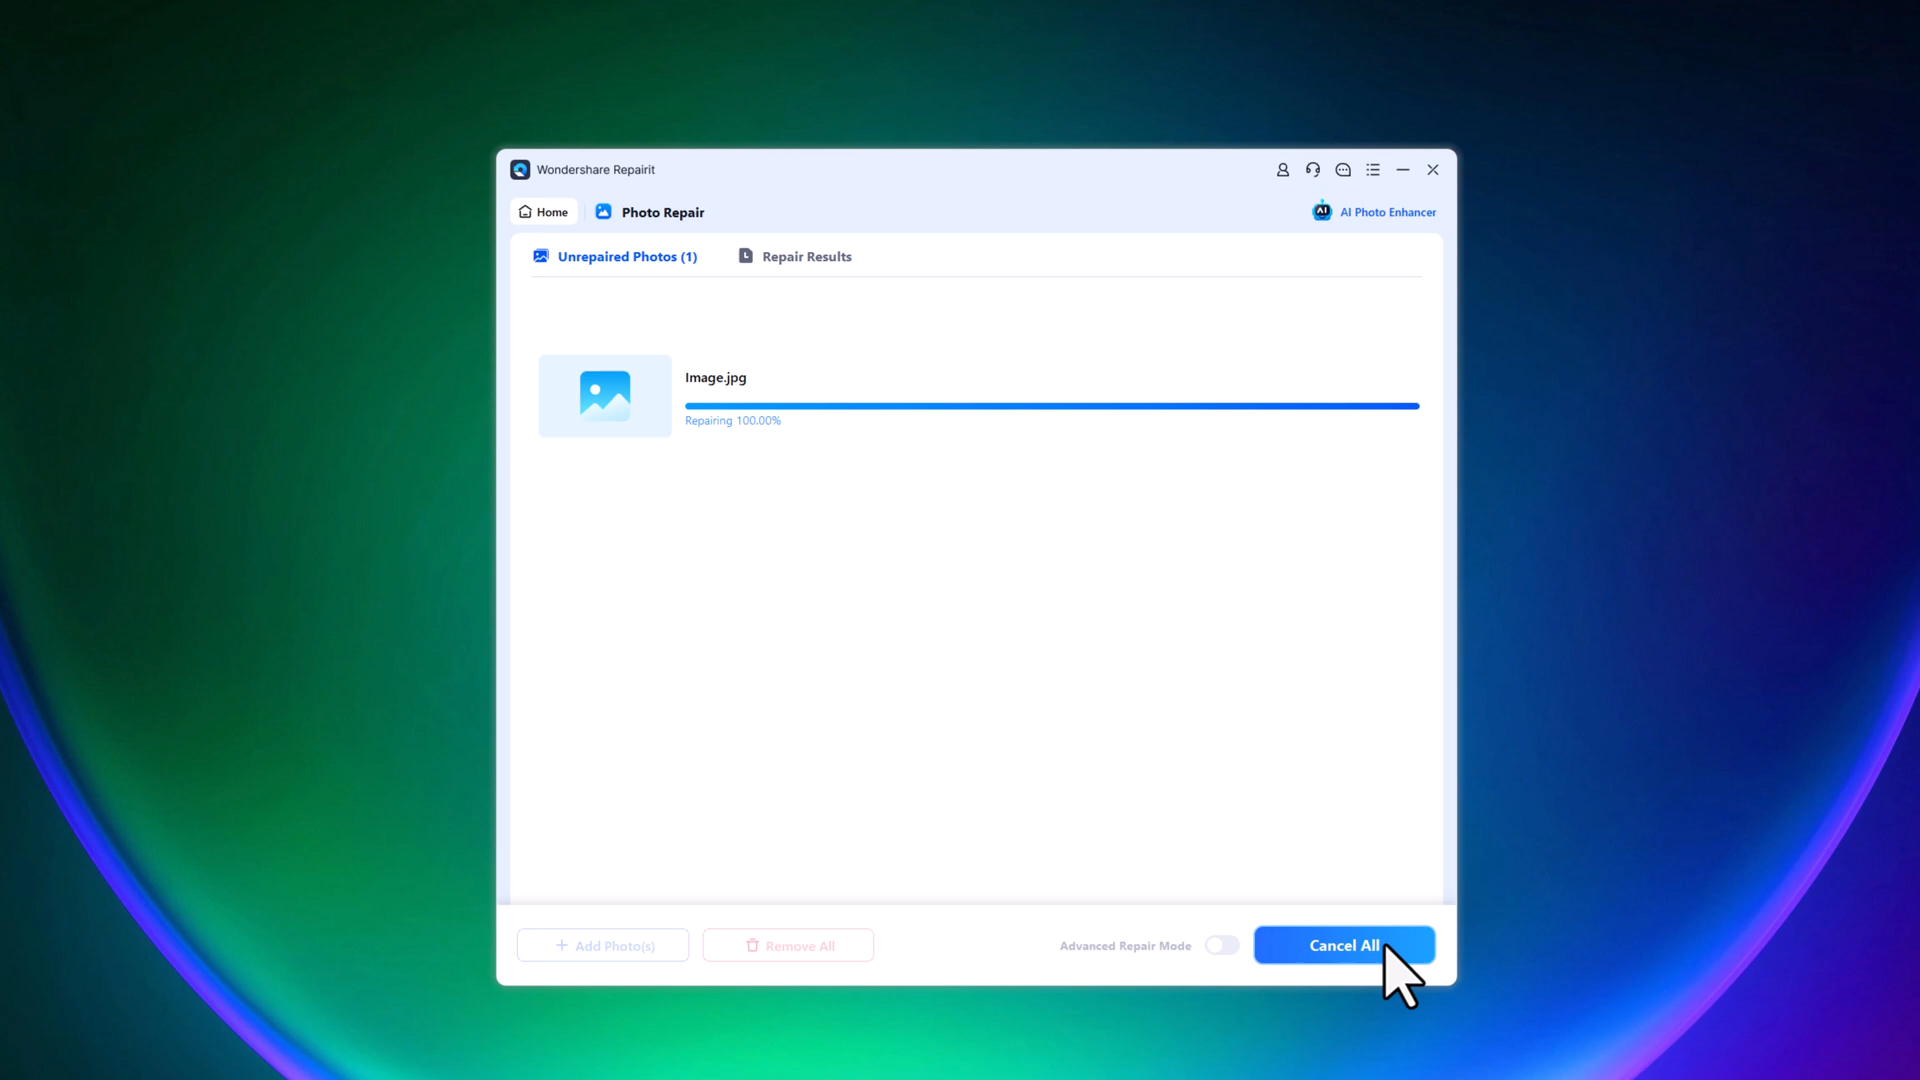 Wondershare Repairit
Home
Photo Repair
AI
AI Photo Enhancer
Unrepaired Photos (1)
Repair Results
Image.jpg
Repairing 100.00%
+ Add Photo(s)
Remove All
Advanced Repair Mode
Cancel All